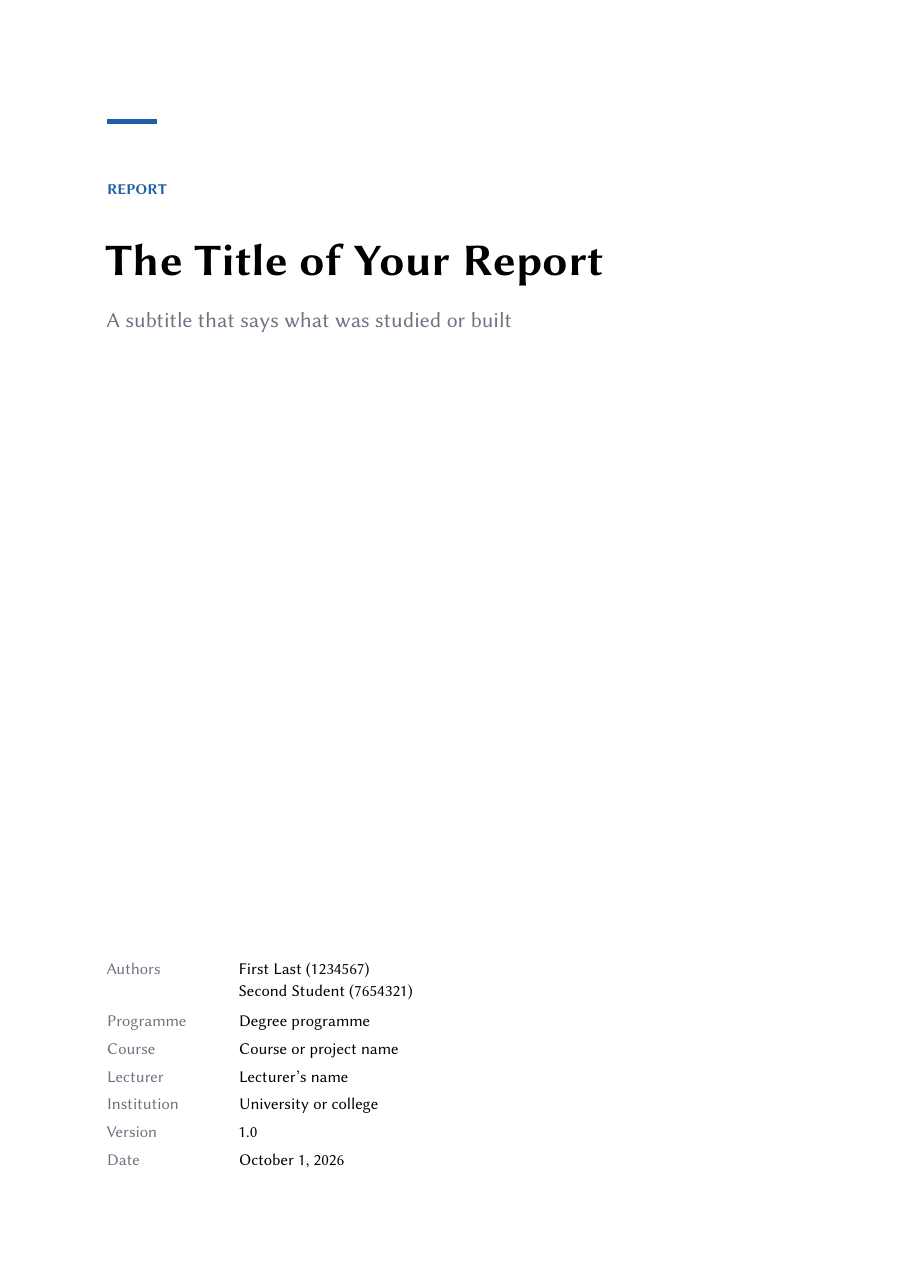 REPORT
The Title of Your Report
A subtitle that says what was studied or built
Authors First Last (1234567)
Second Student (7654321)
Programme Degree programme
Course Course or project name
Lecturer Lecturer’s name
Institution University or college
Version 1.0
Date October 1, 2026